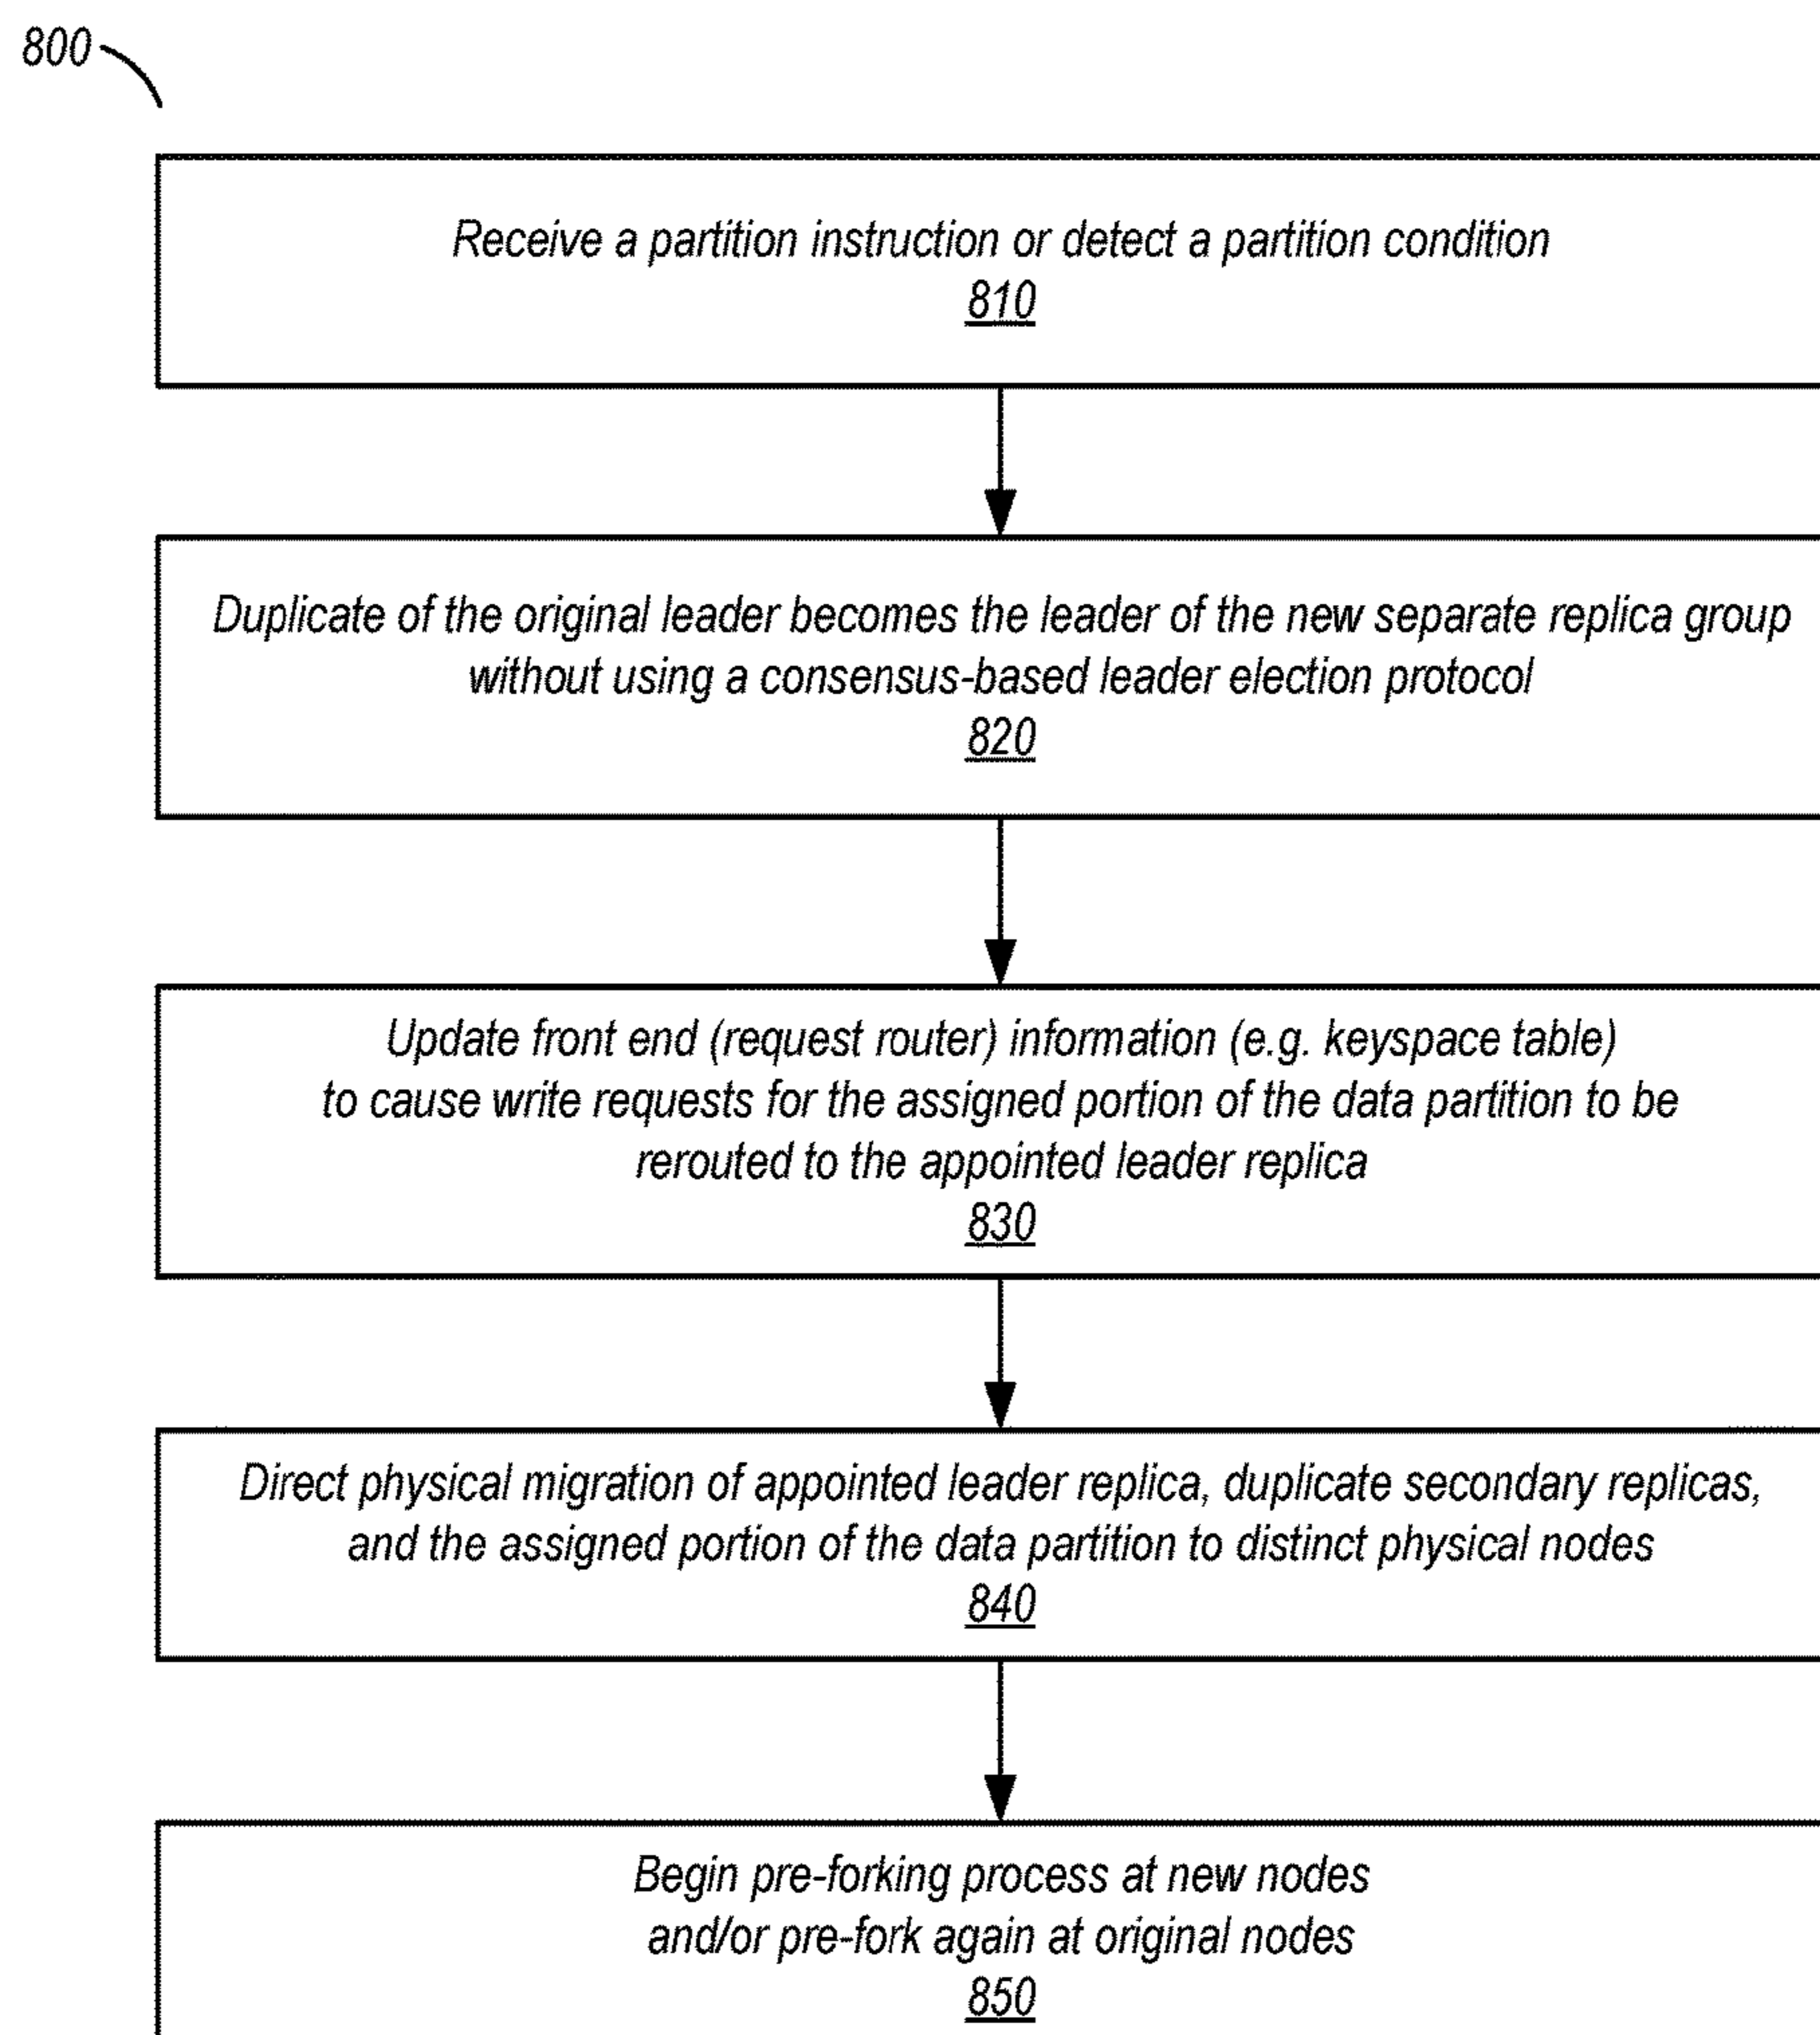 800
Receive a partition instruction or detect a partition condition
810
Duplicate of the original leader becomes the leader of the new separate replica group
without using a consensus-based leader election protocol
820
Update front end (request router) information (e.g. keyspace table)
to cause write requests for the assigned portion of the data partition to be
rerouted to the appointed leader replica
830
Direct physical migration of appointed leader replica, duplicate secondary replicas,
and the assigned portion of the data partition to distinct physical nodes
840
Begin pre-forking process at new nodes
and/or pre-fork again at original nodes
850